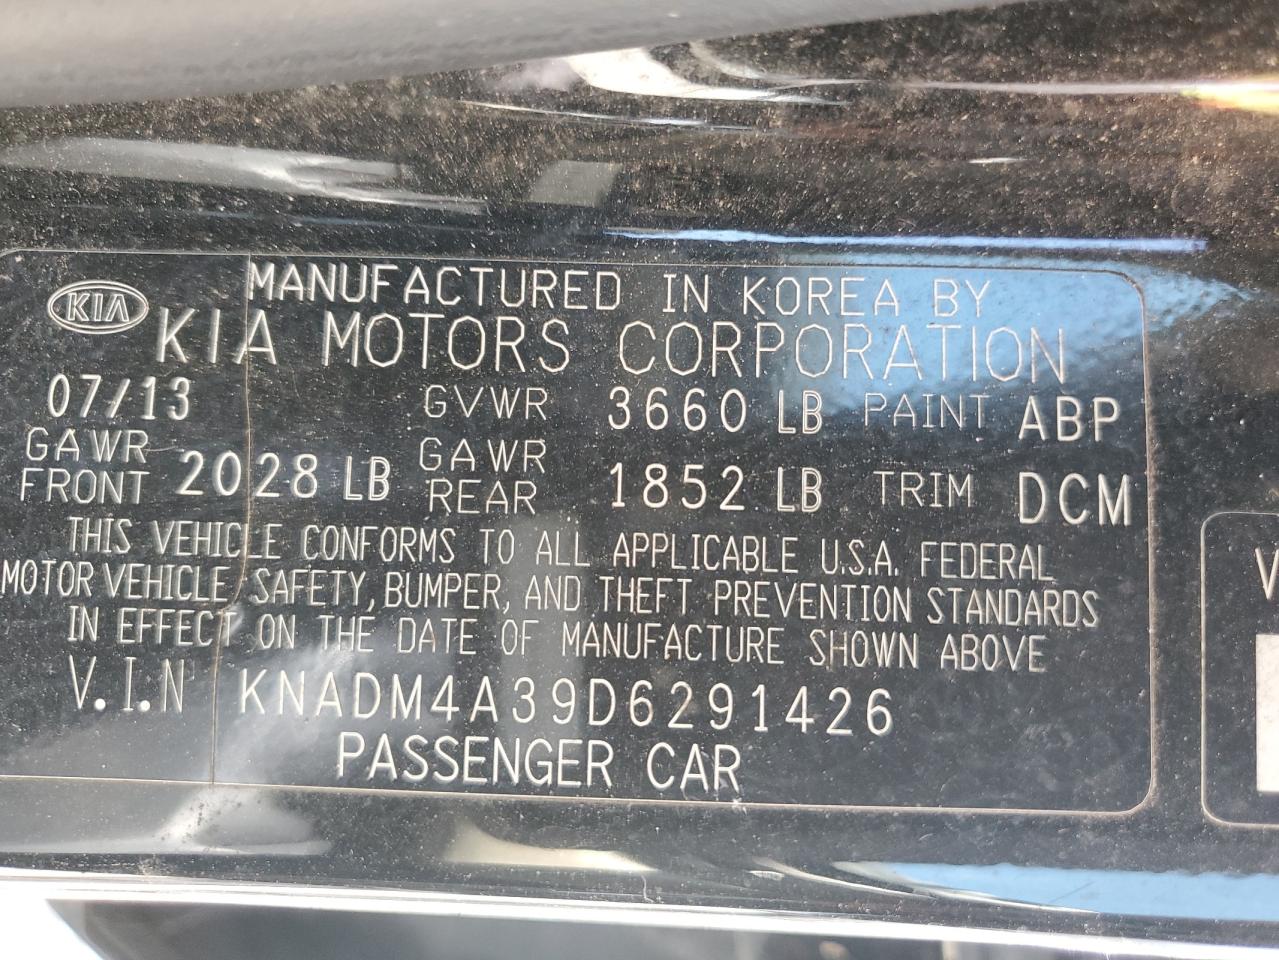 MANUFACTURED IN KOREA BY
KIA
KIA MOTORS CORPORATION
07/13 GVWR 3660 LB PAINT ABP
GAWR FRONT 2028 LB GAWR REAR 1852 LB TRIM DCM
THIS VEHICLE CONFORMS TO ALL APPLICABLE U.S.A. FEDERAL
MOTOR VEHICLE SAFETY, BUMPER, AND THEFT PREVENTION STANDARDS
IN EFFECT ON THE DATE OF MANUFACTURE SHOWN ABOVE
V.I.N KNADM4A39D6291426
PASSENGER CAR